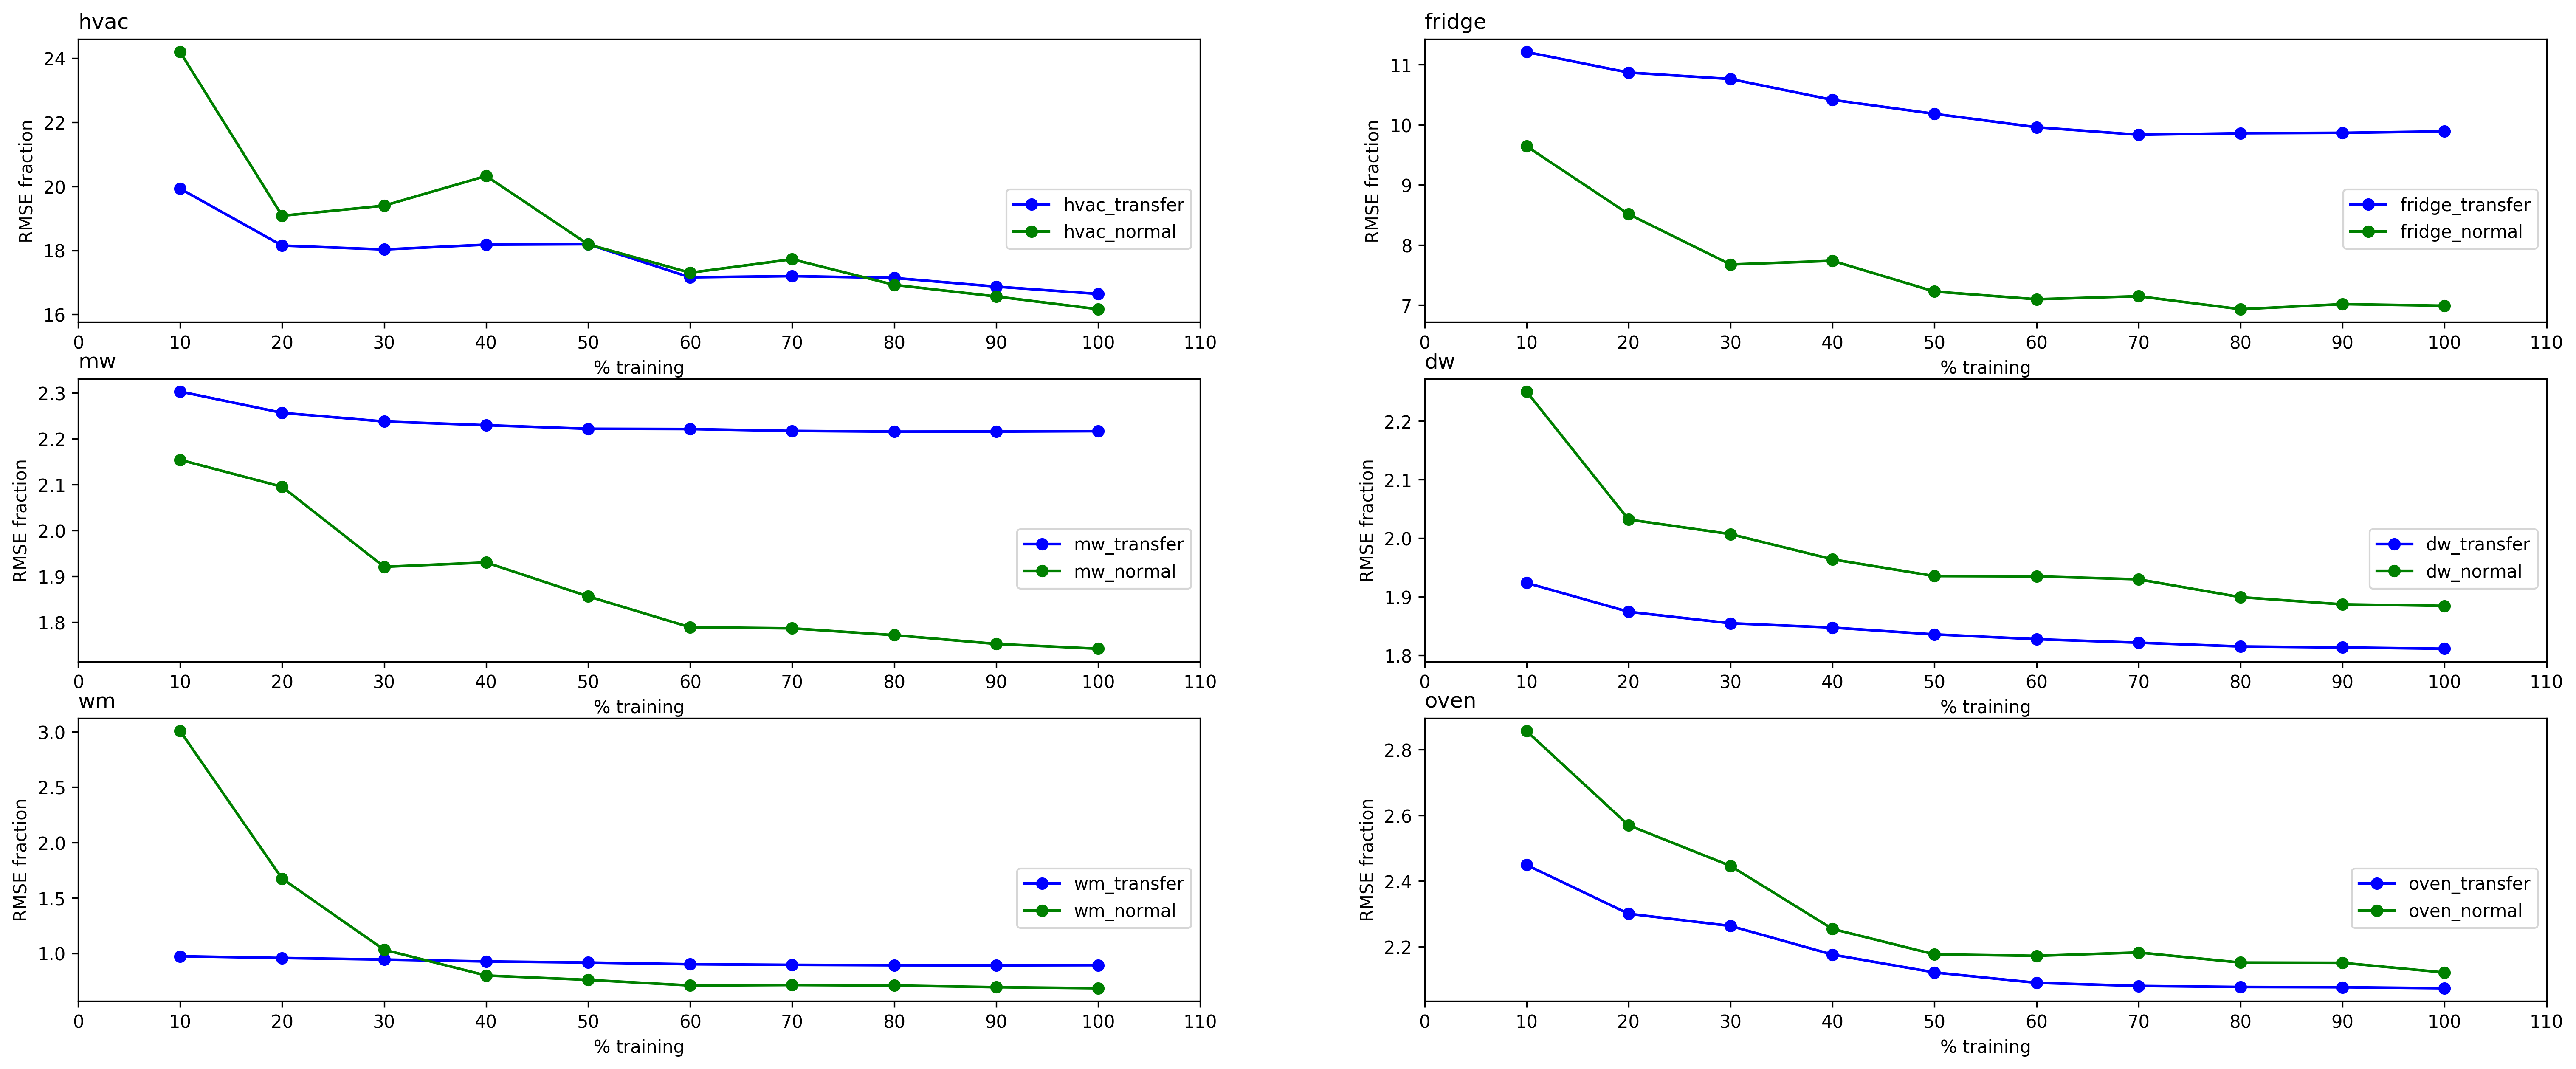 hvac
24
22
20
18
16
RMSE fraction
hvac_transfer
hvac_normal
0 10 20 30 40 50 60 70 80 90 100 110
% training
fridge
11
10
9
8
7
RMSE fraction
fridge_transfer
fridge_normal
0 10 20 30 40 50 60 70 80 90 100 110
% training
mw
2.3
2.2
2.1
2.0
1.9
1.8
RMSE fraction
mw_transfer
mw_normal
0 10 20 30 40 50 60 70 80 90 100 110
% training
dw
2.2
2.1
2.0
1.9
1.8
RMSE fraction
dw_transfer
dw_normal
0 10 20 30 40 50 60 70 80 90 100 110
% training
wm
3.0
2.5
2.0
1.5
1.0
RMSE fraction
wm_transfer
wm_normal
0 10 20 30 40 50 60 70 80 90 100 110
% training
oven
2.8
2.6
2.4
2.2
RMSE fraction
oven_transfer
oven_normal
0 10 20 30 40 50 60 70 80 90 100 110
% training